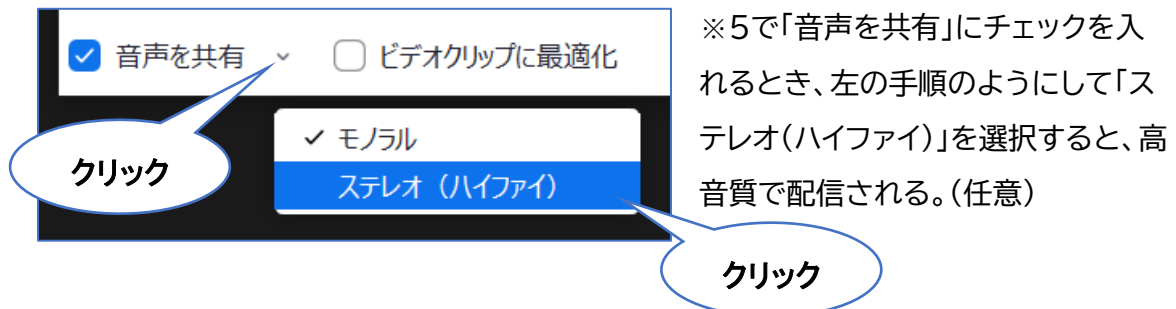 音声を共有 ビデオクリップに最適化
クリック
モノラル
ステレオ（ハイファイ）
クリック
※５で「音声を共有」にチェックを入
れるとき、左の手順のようにして「ス
テレオ（ハイファイ）」を選択すると、高
音質で配信される。（任意）